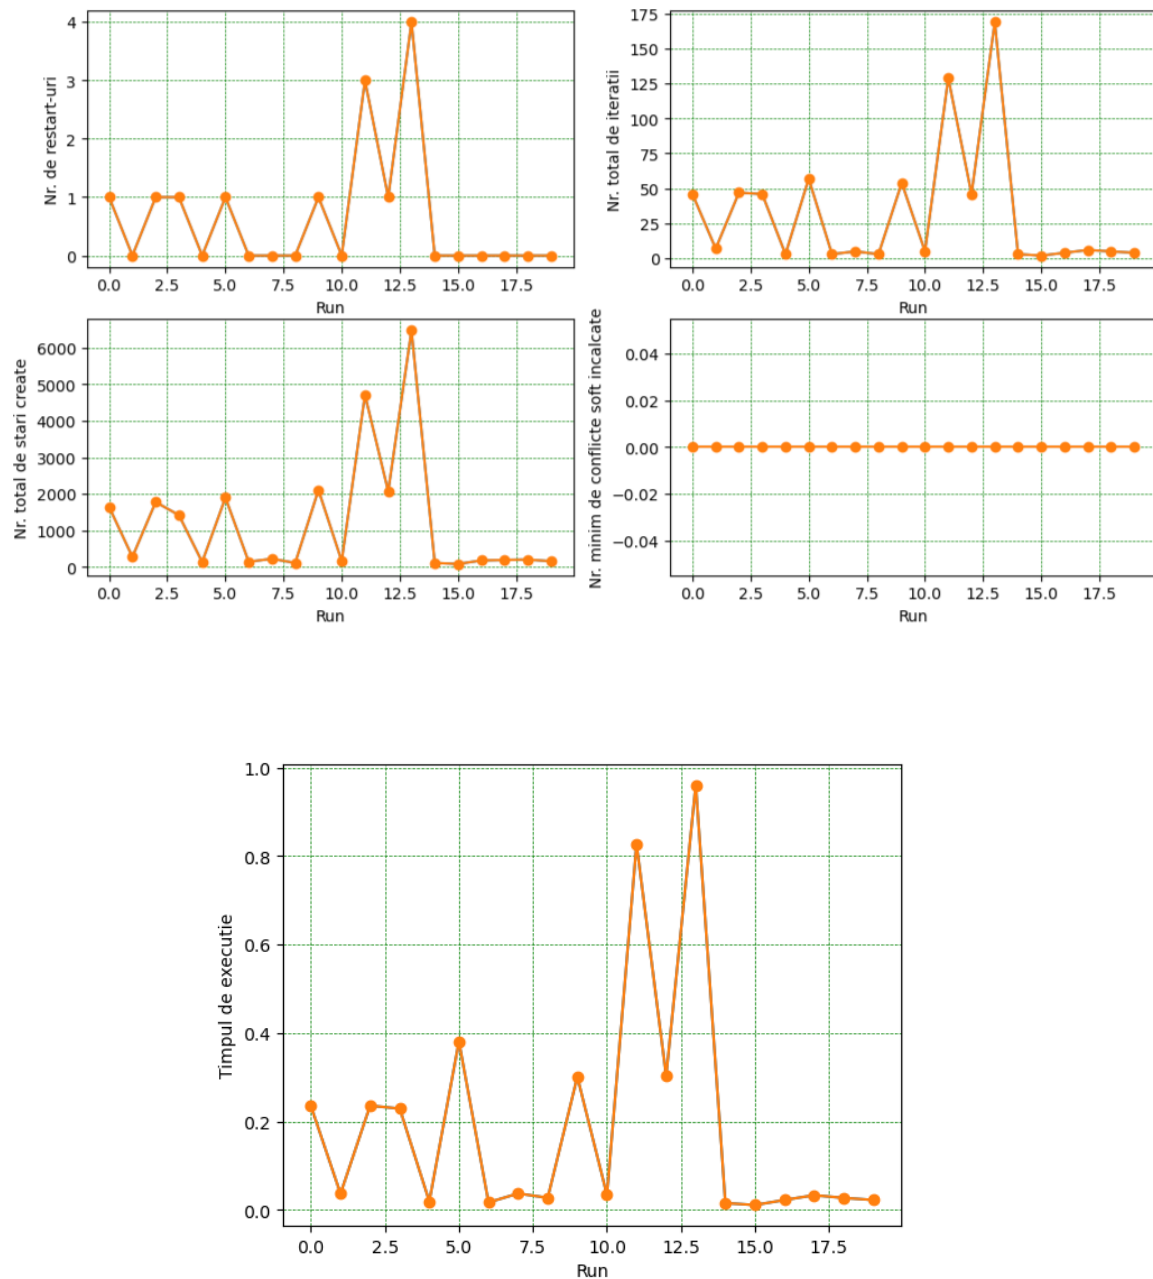 Nr. de restart-uri
4
3
2
1
0
0.0 2.5 5.0 7.5 10.0 12.5 15.0 17.5
Run
Nr. total de iteratii
175
150
125
100
75
50
25
0
0.0 2.5 5.0 7.5 10.0 12.5 15.0 17.5
Run
Nr. total de stari create
6000
5000
4000
3000
2000
1000
0
0.0 2.5 5.0 7.5 10.0 12.5 15.0 17.5
Run
Nr. minim de conflicte soft incalcate
0.04
0.02
0.00
−0.02
−0.04
0.0 2.5 5.0 7.5 10.0 12.5 15.0 17.5
Run
Timpul de executie
1.0
0.8
0.6
0.4
0.2
0.0
0.0 2.5 5.0 7.5 10.0 12.5 15.0 17.5
Run